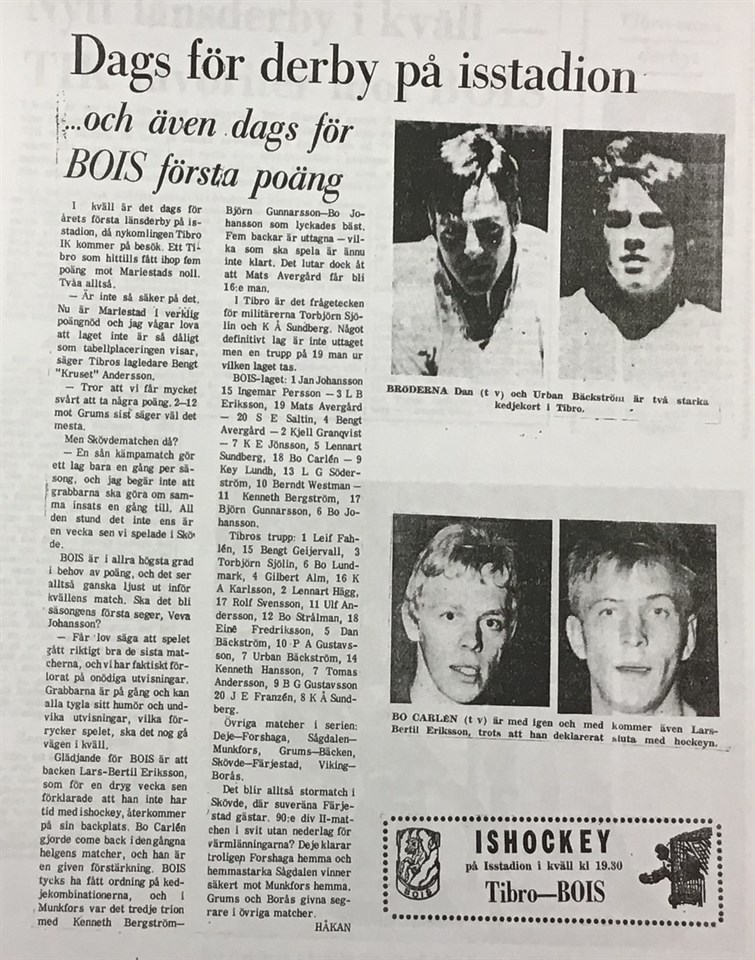 Dags för derby på isstadion
...och även dags för
BOIS första poäng
I kväll är det dags för
årets första länsderby på is-
stadion, då nykomlingen Tibro
IK kommer på besök. Ett Ti-
bro som hittills fått ihop fem
poäng mot Mariestads noll.
Tvåa alltså.
— Är inte så säker på det.
Nu är Mariestad i verklig
poängnöd och jag vågar lova
att laget inte är så dåligt
som tabellplaceringen visar,
säger Tibros lagledare Bengt
"Kruset" Andersson.
— Tror att vi får mycket
svårt att ta några poäng. 2—12
mot Grums sist säger väl det
mesta.
Men Skövdematchen då?
— En sån kämpamatch gör
ett lag bara en gång per sä-
song, och jag begär inte att
grabbarna ska göra om sam-
ma insats en gång till. All
den stund det inte ens är
en vecka sen vi spelade i Sköv-
de.
BOIS är i allra högsta grad
i behov av poäng, och det ser
alltså ganska ljust ut inför
kvällens match. Ska det bli
säsongens första seger, Veva
Johansson?
— Får lov säga att spelet
gått riktigt bra de sista mat-
cherna, och vi har faktiskt för-
lorat på onödiga utvisningar.
Grabbarna är på gång och kan
alla tygla sitt humör och und-
vika utvisningar, vilka för-
rycker spelet, ska det nog gå
vägen i kväll.
Glädjande för BOIS är att
backen Lars-Bertil Eriksson,
som för en dryg vecka sen
förklarade att han inte har
tid med ishockey, återkommer
på sin backplats. Bo Carlén
gjorde come back i den gångna
helgens matcher, och han är
en given förstärkning. BOIS
tycks ha fått ordning på ked-
jekombinationerna, och i
Munkfors var det tredje trion
med Kenneth Bergström—
Björn Gunnarsson—Bo Jo-
hansson som lyckades bäst.
Fem backar är uttagna — vil-
ka som ska spela är ännu
inte klart. Det lutar dock åt
att Mats Avergård får bli
16:e man.
I Tibro är det frågetecken
för militärerna Torbjörn Sjö-
lin och K Å Sundberg. Något
definitivt lag är inte uttaget
men en trupp på 19 man ur
vilken laget tas.
BOIS-laget: 1 Jan Johansson
15 Ingemar Persson — 3 L B
Eriksson, 19 Mats Avergård
— 20 S E Saltin, 4 Bengt
Avergård — 2 Kjell Granqvist
— 7 K E Jönsson, 5 Lennart
Sundberg, 18 Bo Carlén — 9
Key Lundh, 13 L G Söder-
ström, 10 Berndt Westman —
11 Kenneth Bergström, 17
Björn Gunnarsson, 6 Bo Jo-
hansson.
Tibros trupp: 1 Leif Fah-
lén, 15 Bengt Geijervall, 3
Torbjörn Sjölin, 6 Bo Lund-
mark, 4 Gilbert Alm, 16 K
A Karlsson, 2 Lennart Hägg,
17 Rolf Svensson, 11 Ulf An-
dersson, 12 Bo Strålman, 18
Eine Fredriksson, 5 Dan
Bäckström, 10 P A Gustavs-
son, 7 Urban Bäckström, 14
Kenneth Hansson, 7 Tomas
Andersson, 9 B G Gustavsson
20 J E Franzén, 8 K Å Sund-
berg.
Övriga matcher i serien:
Deje—Forshaga, Sågdalen—
Munkfors, Grums—Bäcken,
Skövde—Färjestad, Viking—
Borås.
Det blir alltså stormatch i
Skövde, där suveräna Färje-
stad gästar. 90:e div II-mat-
chen i svit utan nederlag för
värmlänningarna? Deje klarar
troligen Forshaga hemma och
hemmastarka Sågdalen vinner
säkert mot Munkfors hemma.
Grums och Borås givna seg-
rare i övriga matcher.
HÅKAN
BRÖDERNA Dan (t v) och Urban Bäckström är två starka
kedjekort i Tibro.
BO CARLÉN (t v) är med igen och med kommer även Lars-
Bertil Eriksson, trots att han deklarerat sluta med hockeyn.
ISHOCKEY
på Isstadion i kväll kl 19.30
Tibro—BOIS
BOIS